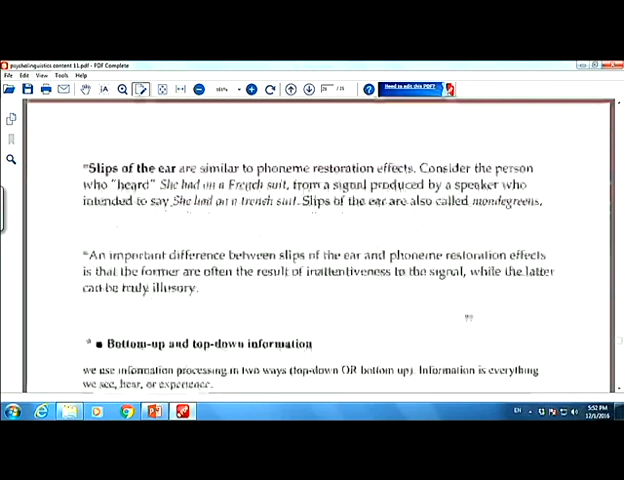 psycholinguistics content 11.pdf - PDF Complete
File Edit View Tools Help
Need to edit this PDF?
"Slips of the ear are similar to phoneme restoration effects. Consider the person
who "heard" She had on a French suit, from a signal produced by a speaker who
intended to say She had on a trench suit. Slips of the ear are also called mondegreens,
"An important difference between slips of the ear and phoneme restoration effects
is that the former are often the result of inattentiveness to the signal, while the latter
can be truly illusory.
"
* ■ Bottom-up and top-down information
we use information processing in two ways (top-down OR bottom up). Information is everything
we see, hear, or experience.
EN
5:52 PM
12/1/2016